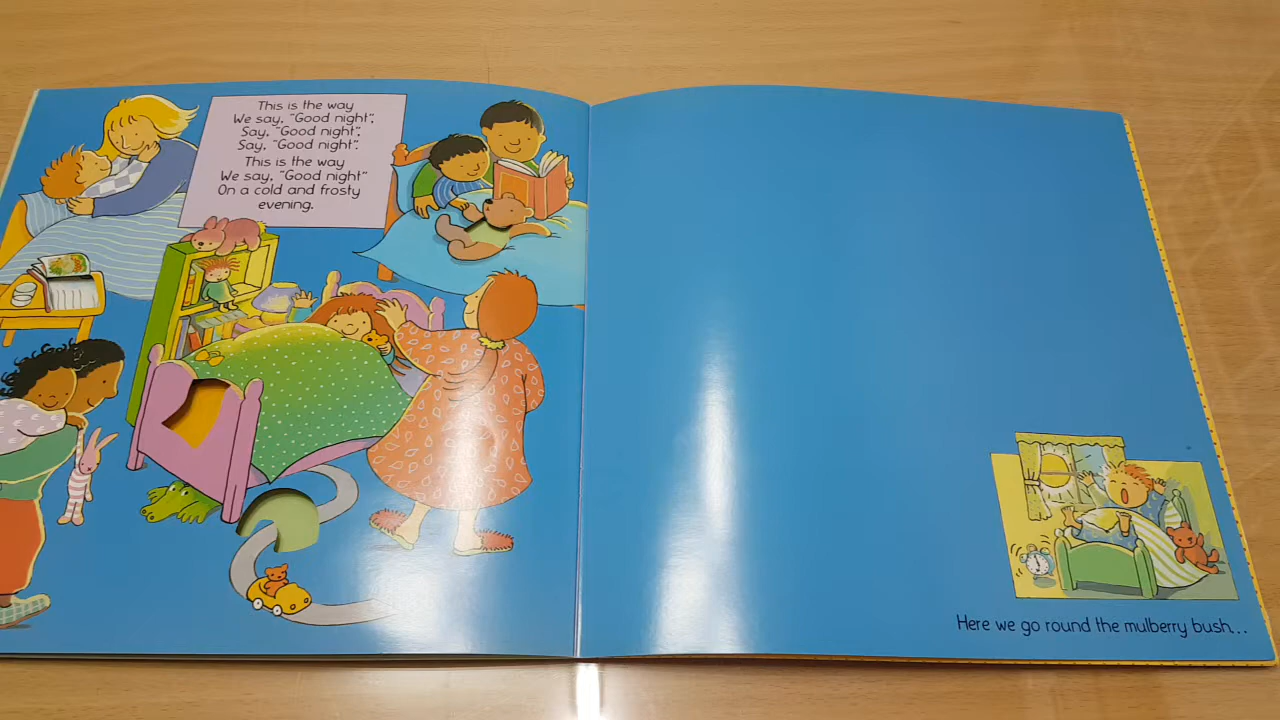 This is the way
We say, "Good night",
Say, "Good night",
Say, "Good night".
This is the way
We say, "Good night"
On a cold and frosty
evening.
Here we go round the mulberry bush...